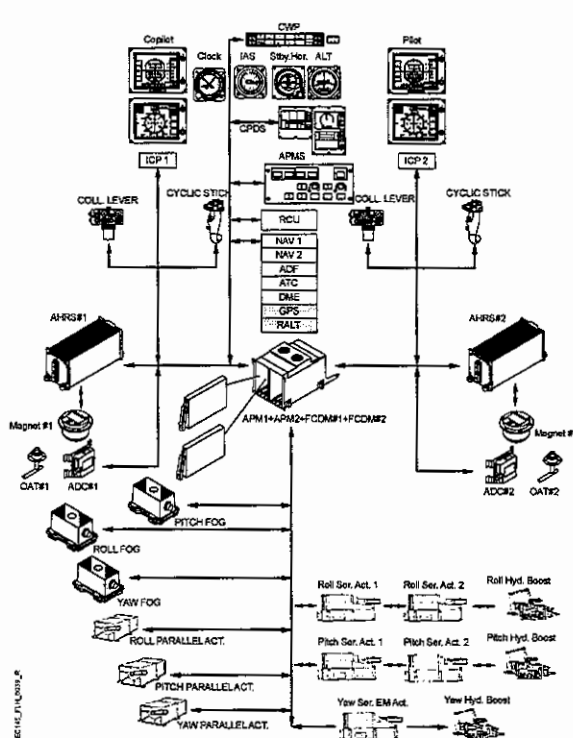 CWP
Copilot
Pilot
Clock
IAS
Stby.Hor.
ALT
CPDS
ICP 1
APMS
ICP 2
COLL. LEVER
CYCLIC STICK
COLL. LEVER
CYCLIC STICK
RCU
NAV 1
NAV 2
ADF
ATC
DME
GPS
RALT
AHRS#1
AHRS#2
APM1+APM2+FCDM#1+FCDM#2
Magnet #1
Magnet #
OAT#1
ADC#1
ADC#2
OAT#2
PITCH FOG
ROLL FOG
YAW FOG
Roll Ser. Act. 1
Roll Ser. Act. 2
Roll Hyd. Boost
ROLL PARALLEL ACT.
Pitch Ser. Act. 1
Pitch Ser. Act. 2
Pitch Hyd. Boost
PITCH PARALLEL ACT.
Yaw Ser. EM Act.
Yaw Hyd. Boost
YAW PARALLEL ACT.